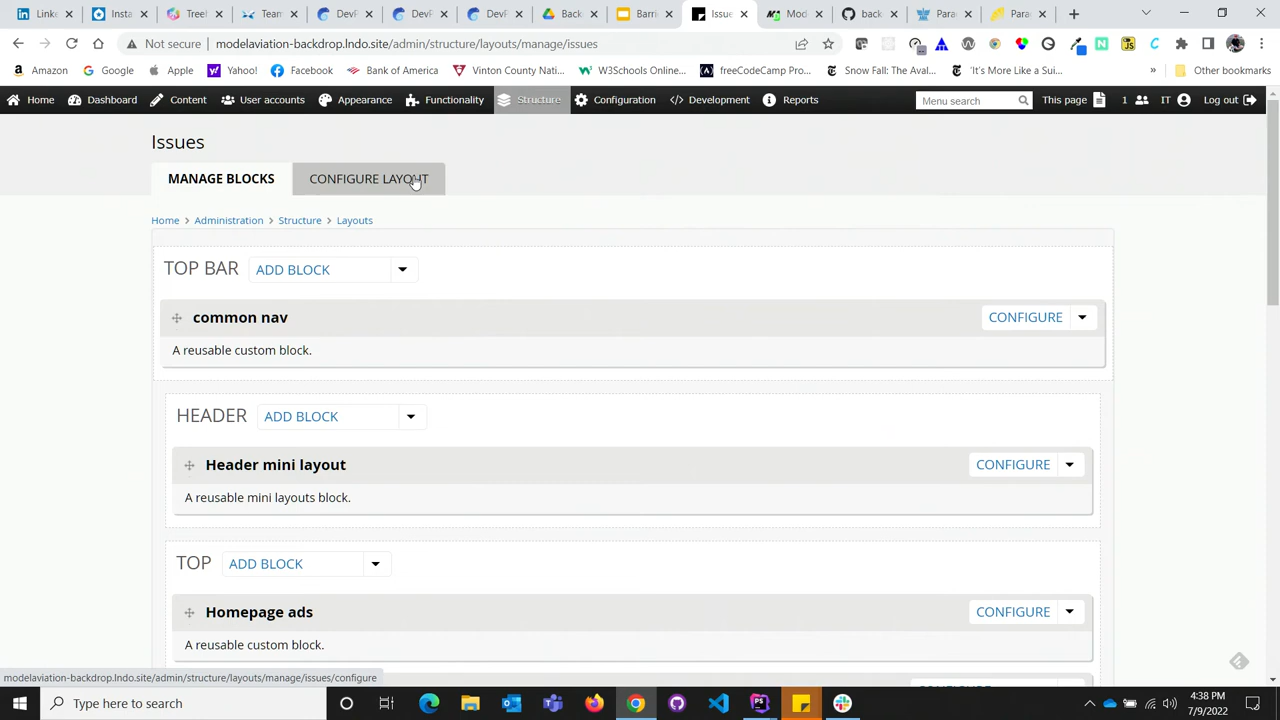 Linke
Insta
Tree
Issue
DevF
DevF
DevF
Back
Barn
Issue
Mod
back
Para
Para
Not secure
modelaviation-backdrop.lndo.site/admin/structure/layouts/manage/issues
Amazon
Google
Apple
Yahoo!
Facebook
Bank of America
Vinton County Nati...
W3Schools Online...
freeCodeCamp Pro...
Snow Fall: The Aval...
'It's More Like a Sui...
»
Other bookmarks
Home
Dashboard
Content
User accounts
Appearance
Functionality
Structure
Configuration
Development
Reports
Menu search
This page
1
IT
Log out
Issues
MANAGE BLOCKS
CONFIGURE LAYOUT
Home › Administration › Structure › Layouts
TOP BAR
ADD BLOCK
common nav
CONFIGURE
A reusable custom block.
HEADER
ADD BLOCK
Header mini layout
CONFIGURE
A reusable mini layouts block.
TOP
ADD BLOCK
Homepage ads
CONFIGURE
A reusable custom block.
modelaviation-backdrop.lndo.site/admin/structure/layouts/manage/issues/configure
Type here to search
4:38 PM
7/9/2022